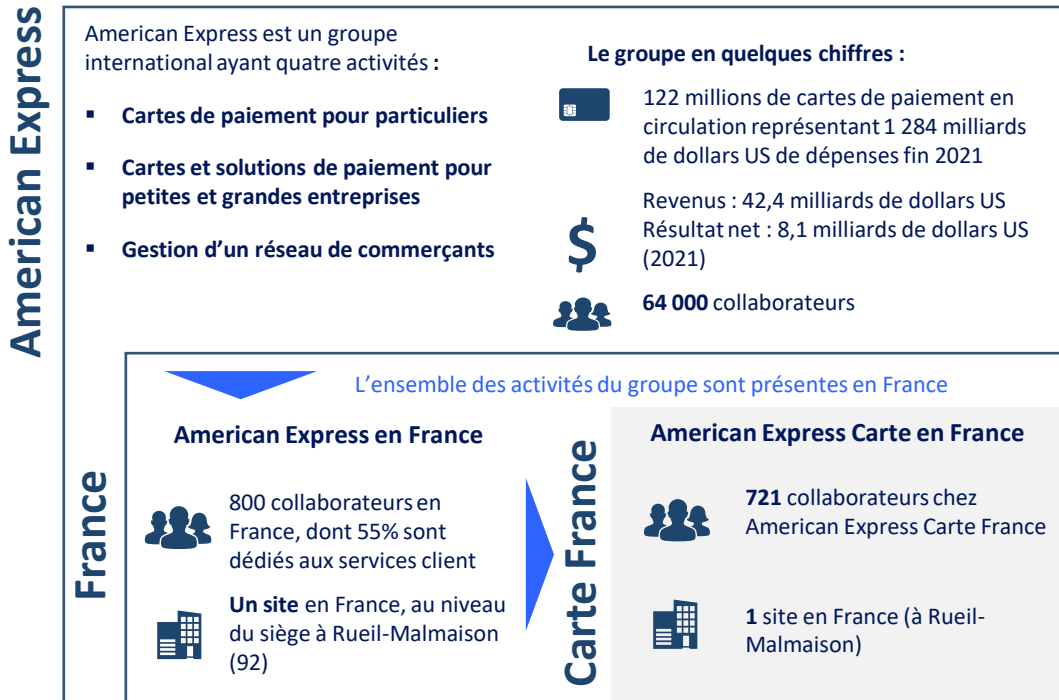 American Express
American Express est un groupe
international ayant quatre activités :
▪ Cartes de paiement pour particuliers
▪ Cartes et solutions de paiement pour
petites et grandes entreprises
▪ Gestion d’un réseau de commerçants
Le groupe en quelques chiffres :
122 millions de cartes de paiement en
circulation représentant 1 284 milliards
de dollars US de dépenses fin 2021
$
Revenus : 42,4 milliards de dollars US
Résultat net : 8,1 milliards de dollars US
(2021)
64 000 collaborateurs
France
L’ensemble des activités du groupe sont présentes en France
American Express en France
800 collaborateurs en
France, dont 55% sont
dédiés aux services client
Un site en France, au niveau
du siège à Rueil-Malmaison
(92)
Carte France
American Express Carte en France
721 collaborateurs chez
American Express Carte France
1 site en France (à Rueil-
Malmaison)